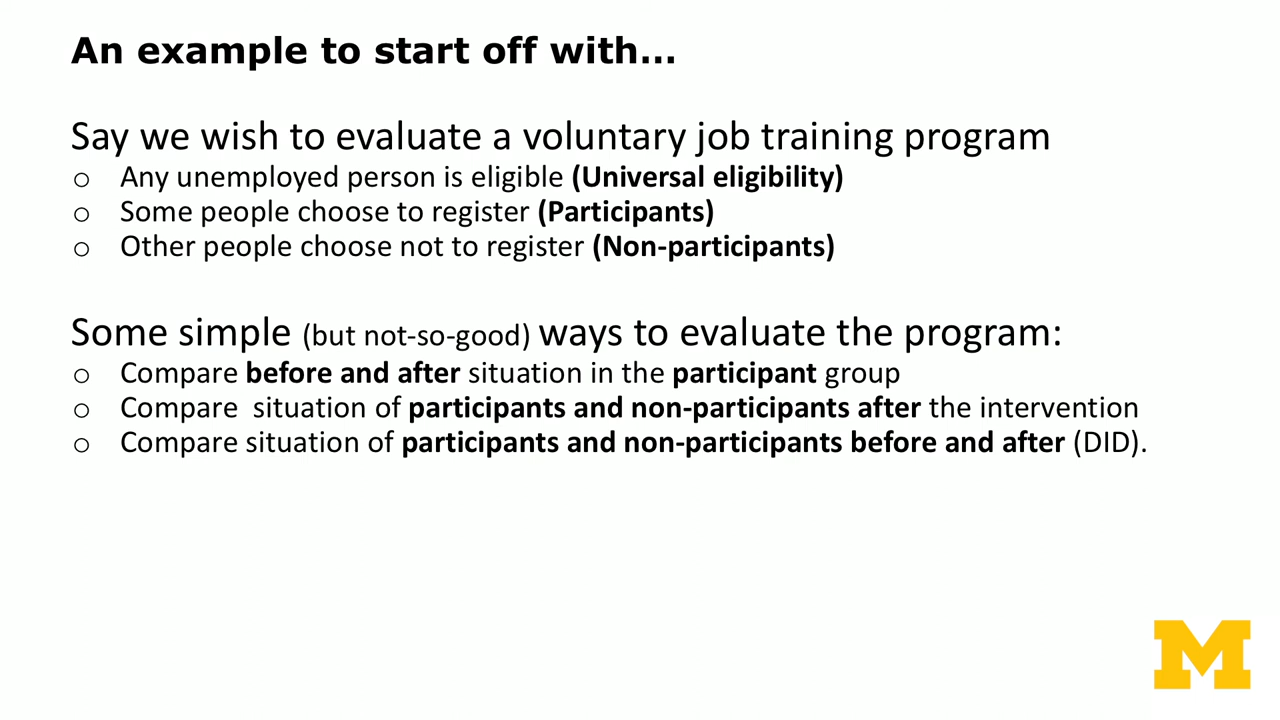 An example to start off with...
Say we wish to evaluate a voluntary job training program
o Any unemployed person is eligible (Universal eligibility)
o Some people choose to register (Participants)
o Other people choose not to register (Non-participants)
Some simple (but not-so-good) ways to evaluate the program:
o Compare before and after situation in the participant group
o Compare  situation of participants and non-participants after the intervention
o Compare situation of participants and non-participants before and after (DID).
M